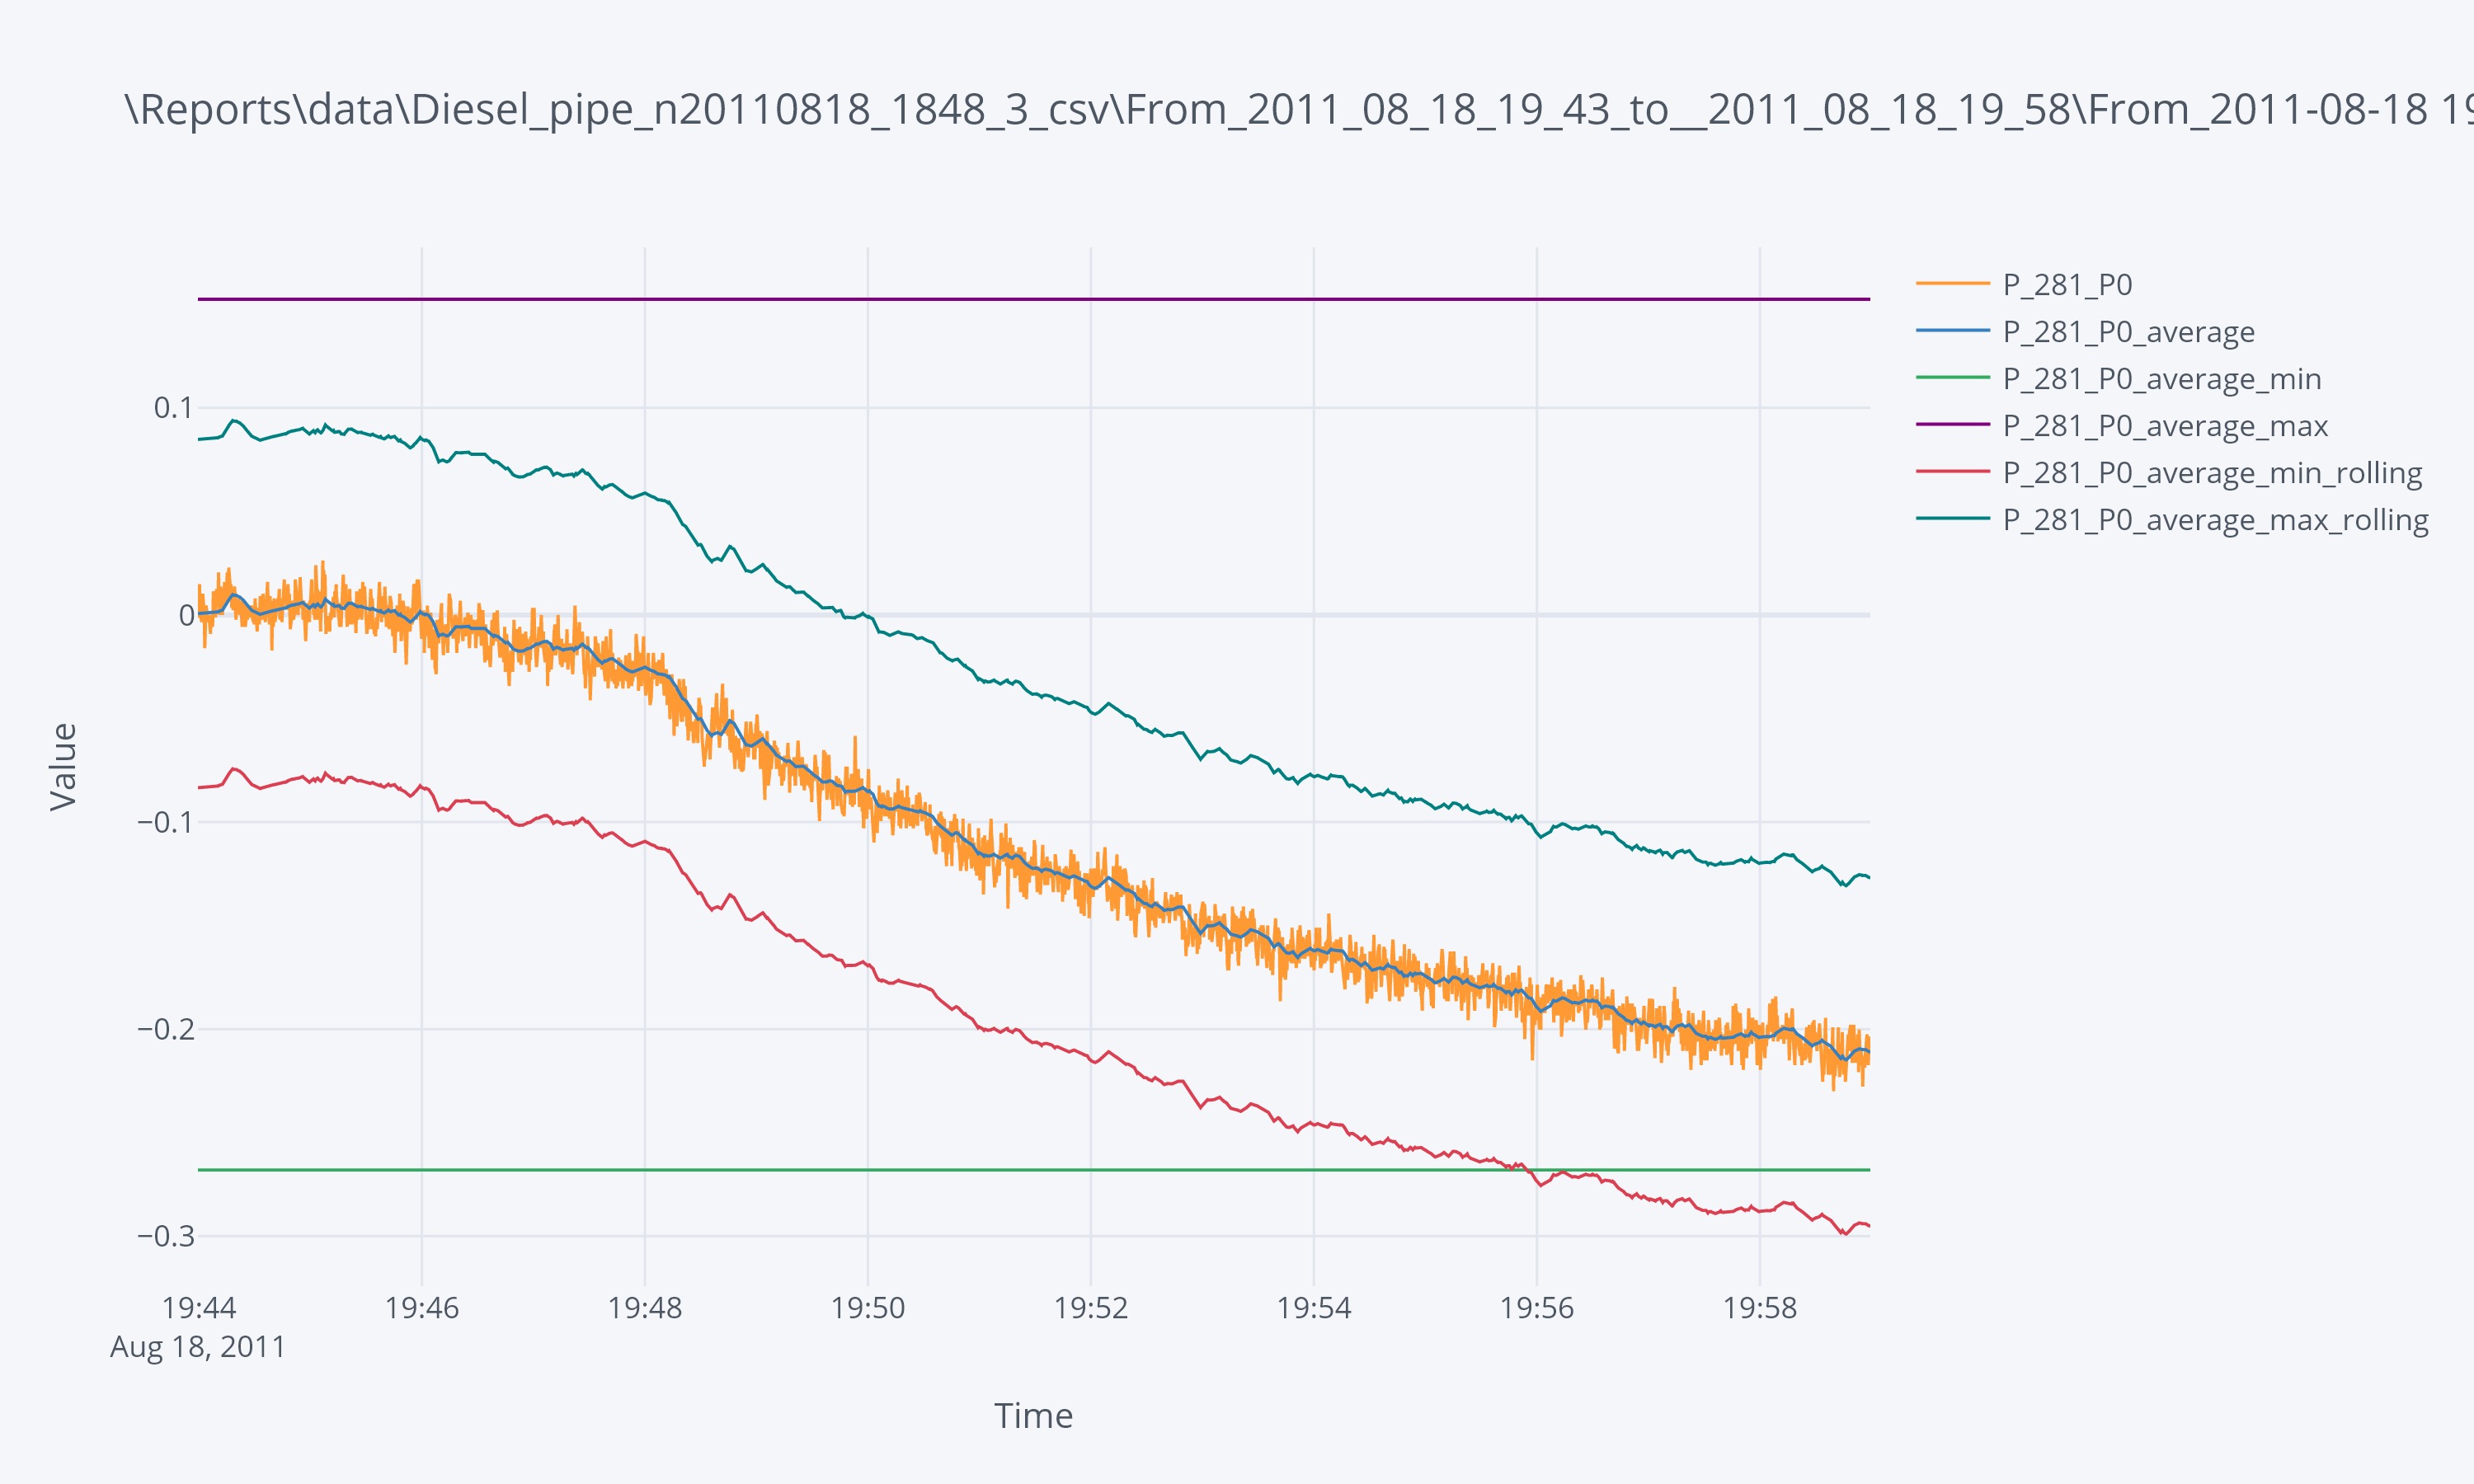 \Reports\data\Diesel_pipe_n20110818_1848_3_csv\From_2011_08_18_19_43_to__2011_08_18_19_58\From_2011-08-18 19
P_281_P0
P_281_P0_average
P_281_P0_average_min
P_281_P0_average_max
P_281_P0_average_min_rolling
P_281_P0_average_max_rolling
Value
0.1
0
−0.1
−0.2
−0.3
19:44 19:46 19:48 19:50 19:52 19:54 19:56 19:58
Aug 18, 2011
Time